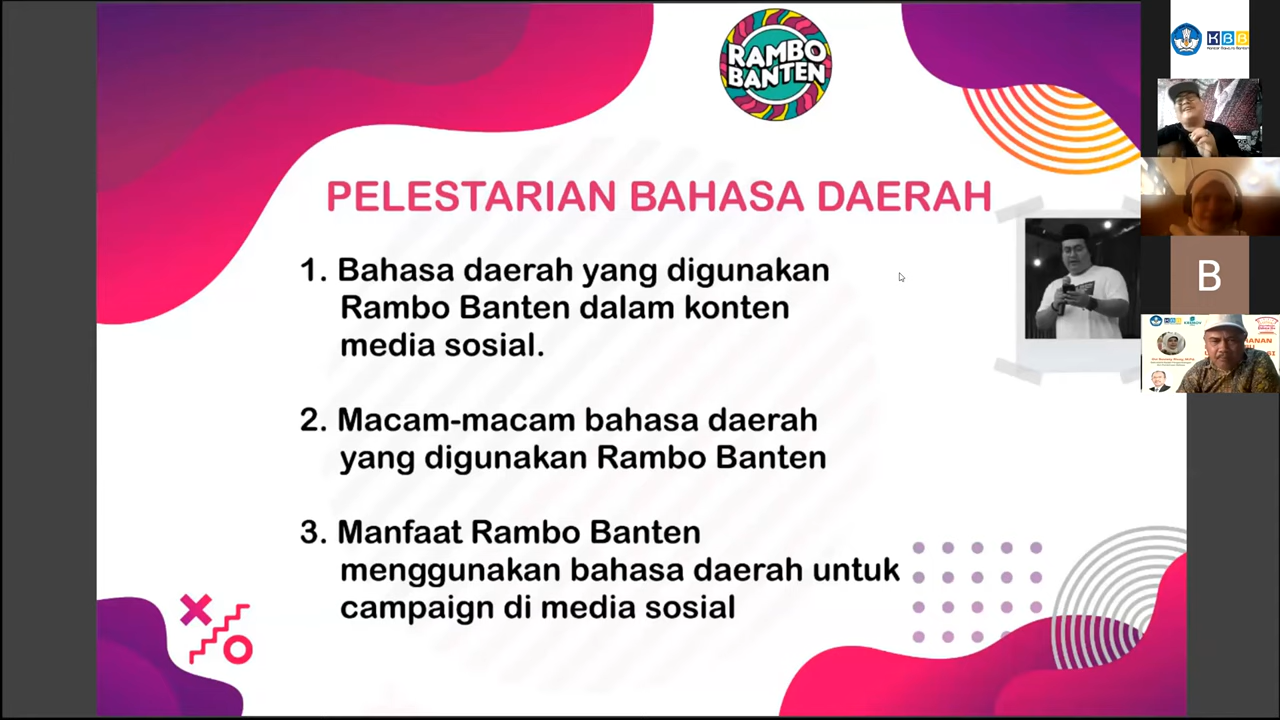 RAMBO
BANTEN
PELESTARIAN BAHASA DAERAH
1. Bahasa daerah yang digunakan
Rambo Banten dalam konten
media sosial.
2. Macam-macam bahasa daerah
yang digunakan Rambo Banten
3. Manfaat Rambo Banten
menggunakan bahasa daerah untuk
campaign di media sosial
KBB
B